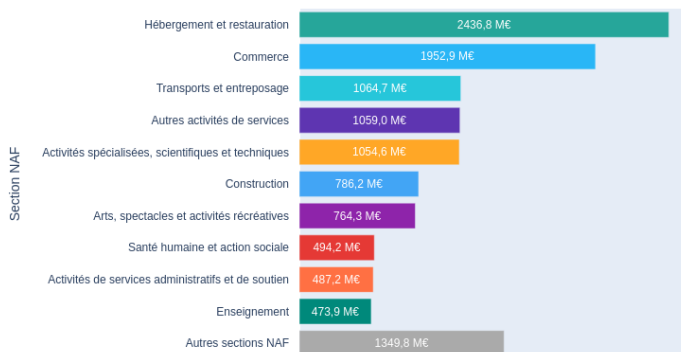 Section NAF
Hébergement et restauration 2436,8 M€
Commerce 1952,9 M€
Transports et entreposage 1064,7 M€
Autres activités de services 1059,0 M€
Activités spécialisées, scientifiques et techniques 1054,6 M€
Construction 786,2 M€
Arts, spectacles et activités récréatives 764,3 M€
Santé humaine et action sociale 494,2 M€
Activités de services administratifs et de soutien 487,2 M€
Enseignement 473,9 M€
Autres sections NAF 1349,8 M€